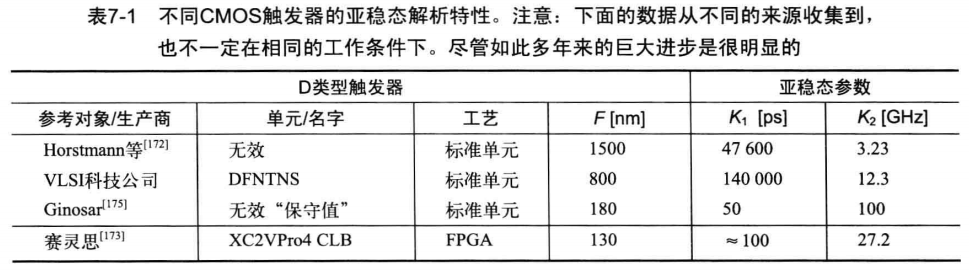 表7-1 不同CMOS触发器的亚稳态解析特性。注意：下面的数据从不同的来源收集到，
也不一定在相同的工作条件下。尽管如此多年来的巨大进步是很明显的
D类型触发器 亚稳态参数
参考对象/生产商 单元/名字 工艺 F [nm] K₁ [ps] K₂ [GHz]
Horstmann等[172] 无效 标准单元 1500 47 600 3.23
VLSI科技公司 DFNTNS 标准单元 800 140 000 12.3
Ginosar[175] 无效“保守值” 标准单元 180 50 100
赛灵思[173] XC2VPro4 CLB FPGA 130 ≈100 27.2